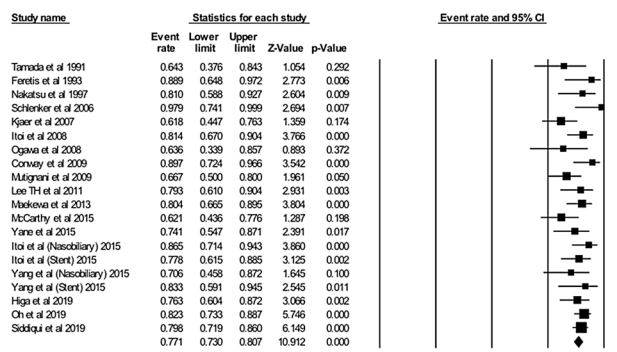 Study name Statistics for each study Event rate and 95% CI
Event Lower Upper
rate limit limit Z-Value p-Value
Tamada et al 1991 0.643 0.376 0.843 1.054 0.292
Feretis et al 1993 0.889 0.648 0.972 2.773 0.006
Nakatsu et al 1997 0.810 0.588 0.927 2.604 0.009
Schlenker et al 2006 0.979 0.741 0.999 2.694 0.007
Kjaer et al 2007 0.618 0.447 0.763 1.359 0.174
Itoi et al 2008 0.814 0.670 0.904 3.766 0.000
Ogawa et al 2008 0.636 0.339 0.857 0.893 0.372
Conway et al 2009 0.897 0.724 0.966 3.542 0.000
Mutignani et al 2009 0.667 0.500 0.800 1.961 0.050
Lee TH et al 2011 0.793 0.610 0.904 2.931 0.003
Maekewa et al 2013 0.804 0.665 0.895 3.804 0.000
McCarthy et al 2015 0.621 0.436 0.776 1.287 0.198
Yane et al 2015 0.741 0.547 0.871 2.391 0.017
Itoi et al (Nasobiliary) 2015 0.865 0.714 0.943 3.860 0.000
Itoi et al (Stent) 2015 0.778 0.615 0.885 3.125 0.002
Yang et al (Nasobiliary) 2015 0.706 0.458 0.872 1.645 0.100
Yang et al (Stent) 2015 0.833 0.591 0.945 2.545 0.011
Higa et al 2019 0.763 0.604 0.872 3.066 0.002
Oh et al 2019 0.823 0.733 0.887 5.746 0.000
Siddiqui et al 2019 0.798 0.719 0.860 6.149 0.000
0.771 0.730 0.807 10.912 0.000